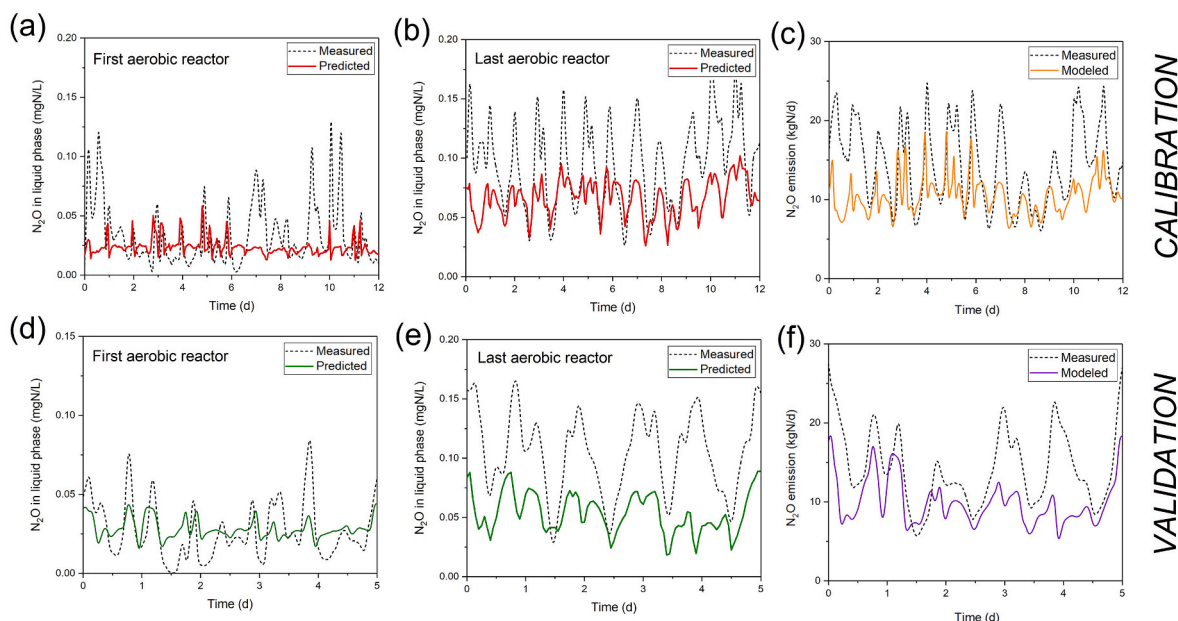 (a)
N₂O in liquid phase (mgN/L)
0.20
0.15
0.10
0.05
0.00
First aerobic reactor
Measured
Predicted
0 2 4 6 8 10 12
Time (d)
(b)
N₂O in liquid phase (mgN/L)
0.20
0.15
0.10
0.05
0.00
Last aerobic reactor
Measured
Predicted
0 2 4 6 8 10 12
Time (d)
(c)
N₂O emission (kgN/d)
30
20
10
0
Measured
Modeled
0 2 4 6 8 10 12
Time (d)
CALIBRATION
(d)
N₂O in liquid phase (mgN/L)
0.15
0.10
0.05
0.00
First aerobic reactor
Measured
Predicted
0 1 2 3 4 5
Time (d)
(e)
N₂O in liquid phase (mgN/L)
0.20
0.15
0.10
0.05
0.00
Last aerobic reactor
Measured
Predicted
0 1 2 3 4 5
Time (d)
(f)
N₂O emission (kgN/d)
30
20
10
0
Measured
Modeled
0 1 2 3 4 5
Time (d)
VALIDATION